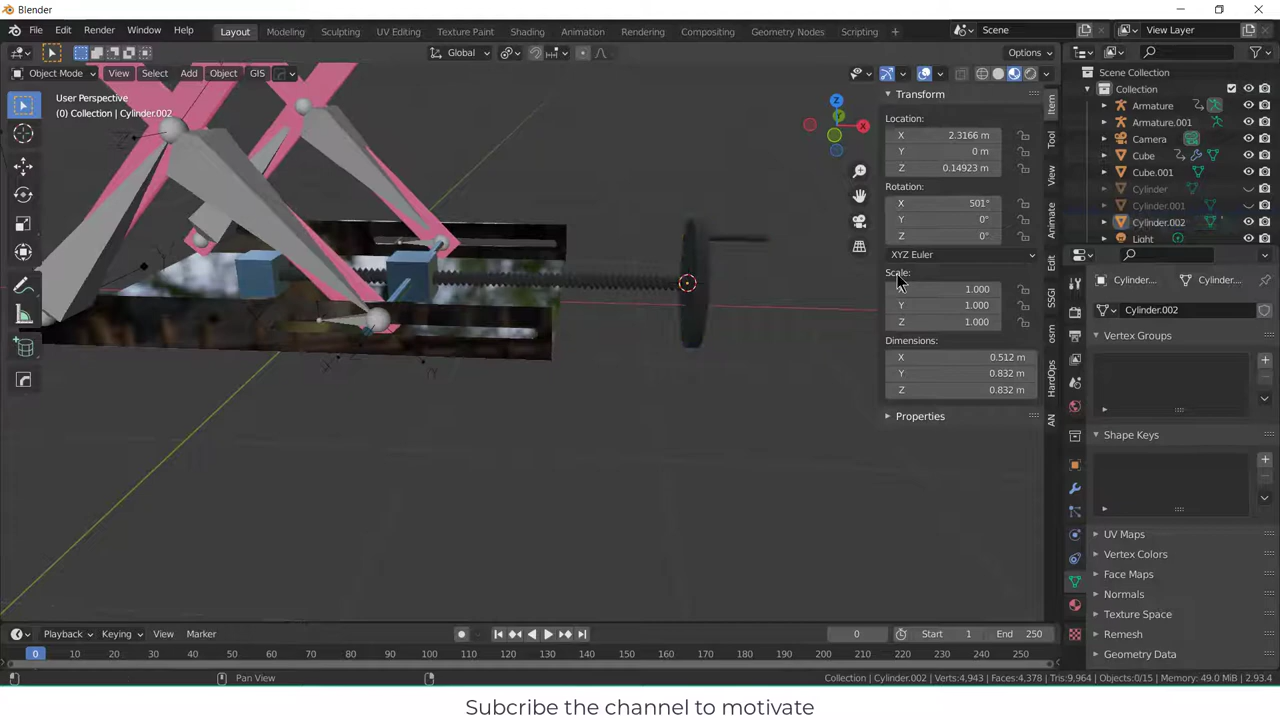 Blender
File Edit Render Window Help Layout Modeling Sculpting UV Editing Texture Paint Shading Animation Rendering Compositing Geometry Nodes Scripting + Scene View Layer
Global Options
Object Mode View Select Add Object GIS
User Perspective
(0) Collection | Cylinder.002
Z
X
Y
Transform
Location:
X 2.3166 m
Y 0 m
Z 0.14923 m
Rotation:
X 501°
Y 0°
Z 0°
XYZ Euler
Scale:
1.000
Y 1.000
Z 1.000
Dimensions:
X 0.512 m
Y 0.832 m
Z 0.832 m
Properties
Item
Tool
View
Animate
Edit
SSGI
osm
HardOps
AN
Scene Collection
Collection
Armature
Armature.001
Camera
Cube
Cube.001
Cylinder
Cylinder.001
Cylinder.002
Light
Cylinder.... Cylinder....
Cylinder.002
Vertex Groups
Shape Keys
UV Maps
Vertex Colors
Face Maps
Normals
Texture Space
Remesh
Geometry Data
Playback Keying View Marker 0 Start 1 End 250
0 10 20 30 40 50 60 70 80 90 100 110 120 130 140 150 160 170 180 190 200 210 220 230 240 250
Pan View
Collection | Cylinder.002 | Verts:4,943 | Faces:4,378 | Tris:9,964 | Objects:0/15 | Memory: 49.0 MiB | 2.93.4
Subcribe the channel to motivate